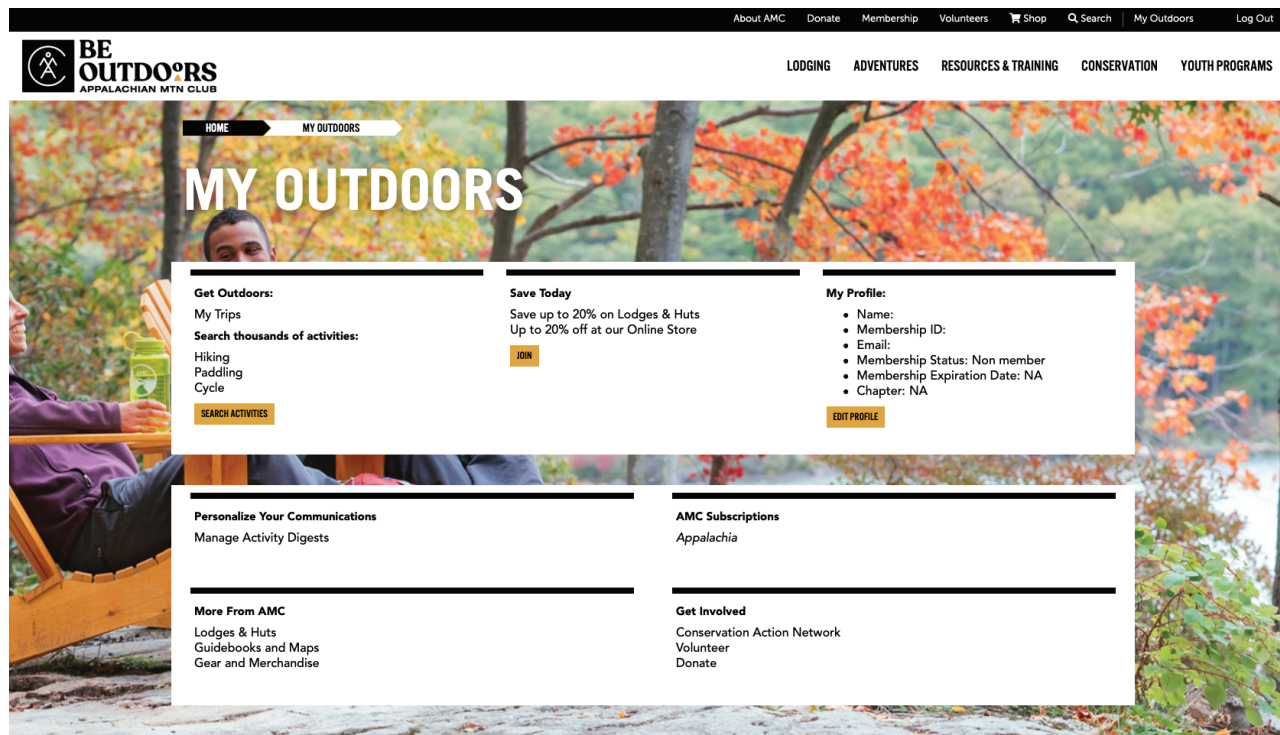 About AMC Donate Membership Volunteers Shop Search My Outdoors Log Out
BE
OUTDOORS
APPALACHIAN MTN CLUB
LODGING ADVENTURES RESOURCES & TRAINING CONSERVATION YOUTH PROGRAMS
HOME MY OUTDOORS
MY OUTDOORS
Get Outdoors:
My Trips
Search thousands of activities:
Hiking
Paddling
Cycle
SEARCH ACTIVITIES
Save Today
Save up to 20% on Lodges & Huts
Up to 20% off at our Online Store
JOIN
My Profile:
Name:
Membership ID:
Email:
Membership Status: Non member
Membership Expiration Date: NA
Chapter: NA
EDIT PROFILE
Personalize Your Communications
Manage Activity Digests
AMC Subscriptions
Appalachia
More From AMC
Lodges & Huts
Guidebooks and Maps
Gear and Merchandise
Get Involved
Conservation Action Network
Volunteer
Donate